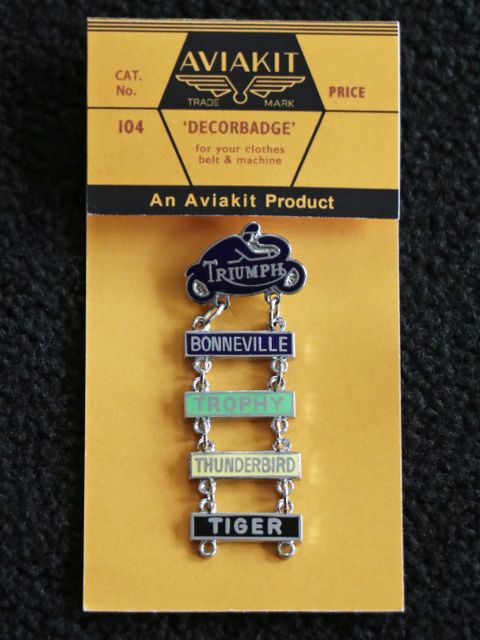 AVIAKIT
TRADE MARK
CAT.
No.
PRICE
104
'DECORBADGE'
for your clothes
belt & machine
An Aviakit Product
TRIUMPH
BONNEVILLE
TROPHY
THUNDERBIRD
TIGER